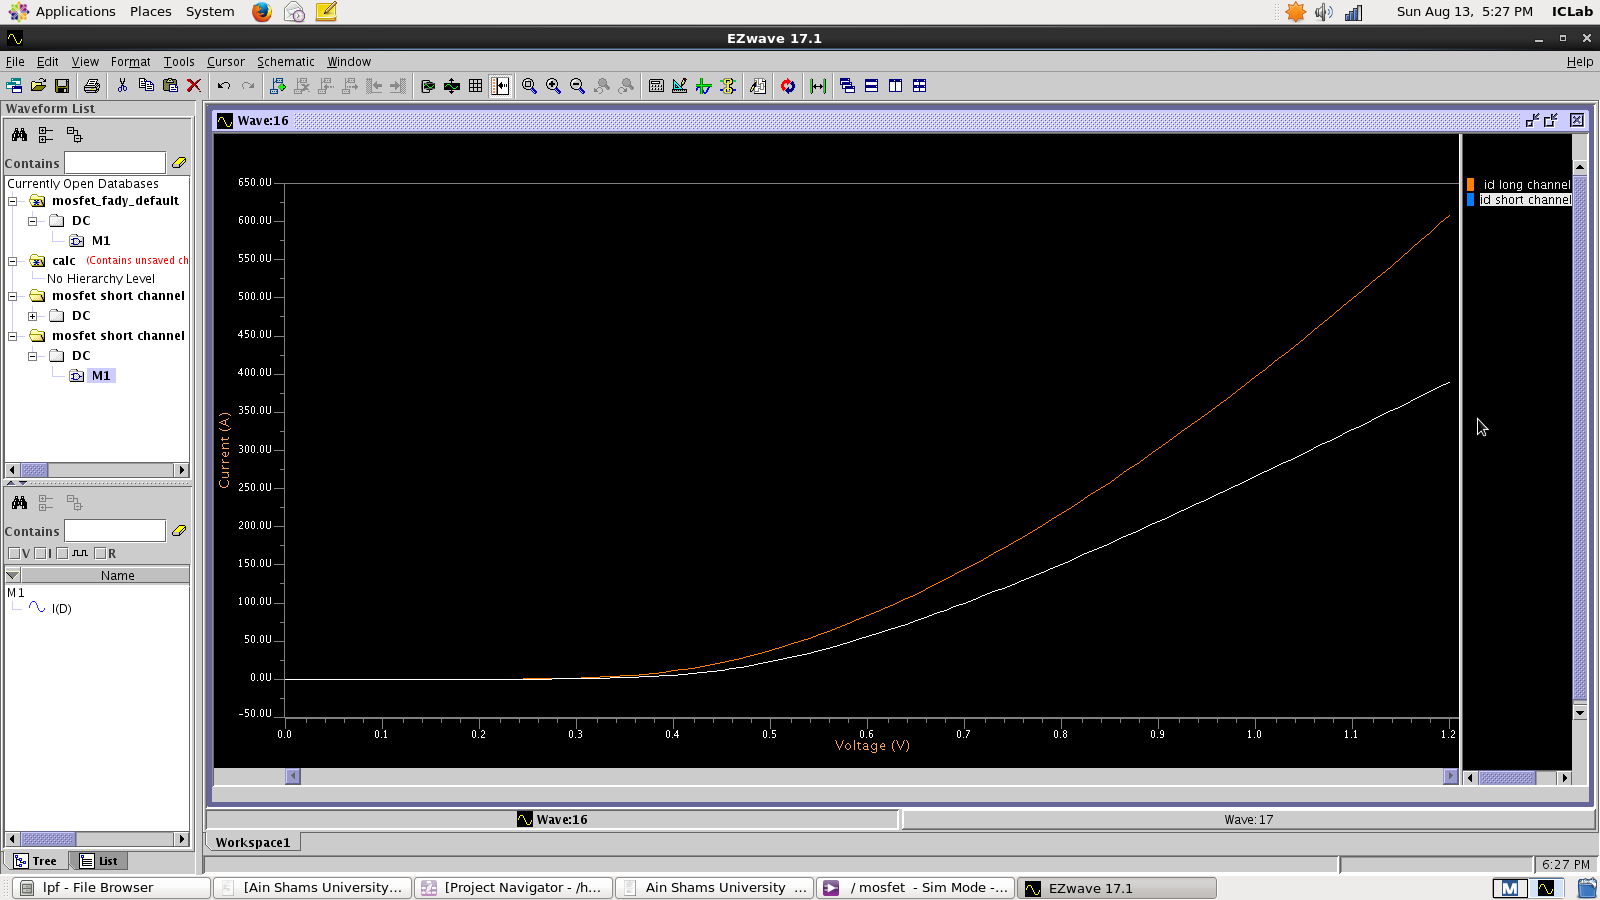 Applications Places System
Sun Aug 13, 5:27 PM ICLab
EZwave 17.1
File Edit View Format Tools Cursor Schematic Window Help
Waveform List
Contains
Currently Open Databases
mosfet_fady_default
DC
M1
calc (Contains unsaved ch
No Hierarchy Level
mosfet short channel
DC
mosfet short channel
DC
M1
Contains
V I R
Name
M1
I(D)
Tree List
Wave:16
650.0U
600.0U
550.0U
500.0U
450.0U
400.0U
350.0U
300.0U
250.0U
200.0U
150.0U
100.0U
50.0U
0.0U
-50.0U
Current (A)
0.0 0.1 0.2 0.3 0.4 0.5 0.6 0.7 0.8 0.9 1.0 1.1 1.2
Voltage (V)
id long channel
id short channel
Wave:16 Wave:17
Workspace1
6:27 PM
lpf - File Browser [Ain Shams University... [Project Navigator - /h... Ain Shams University ... / mosfet - Sim Mode -... EZwave 17.1 M